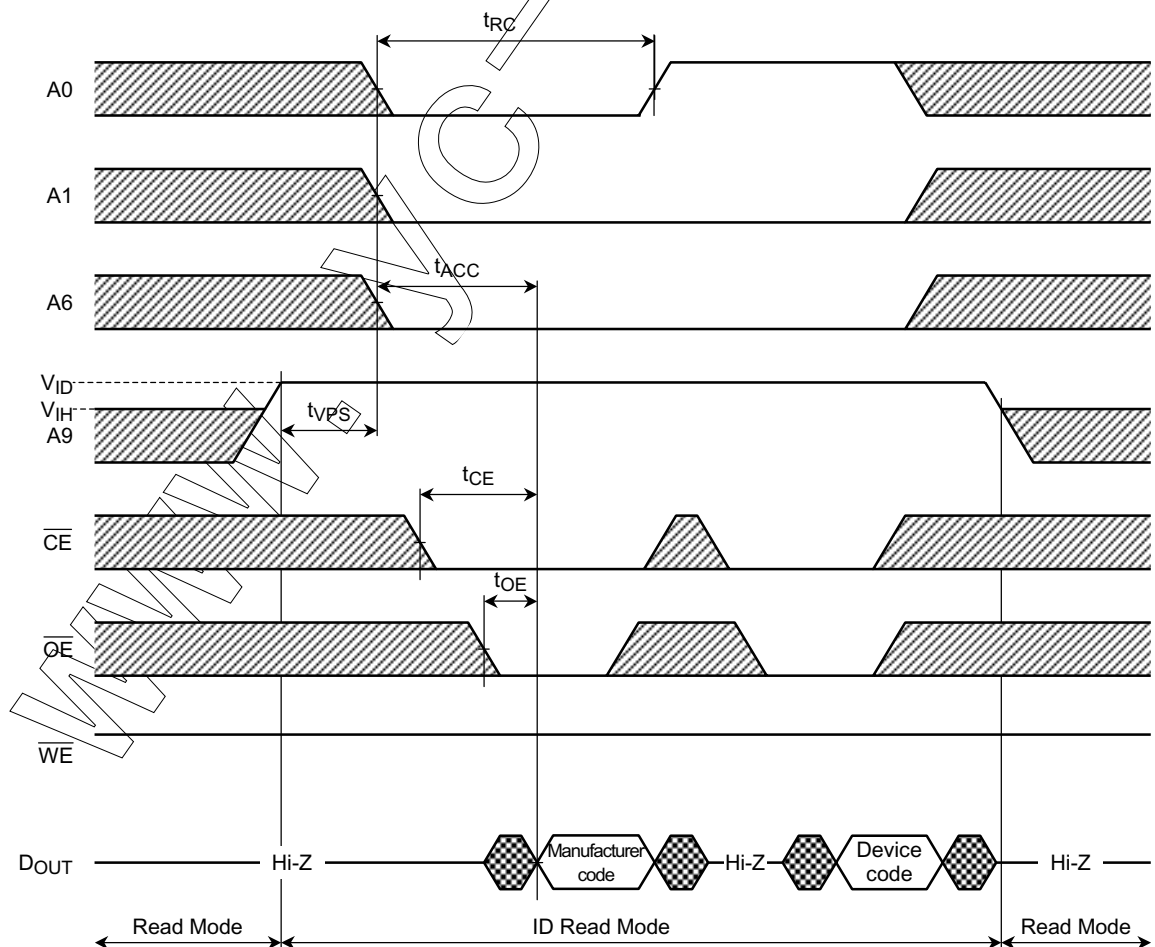 tRC
A0
A1
tACC
A6
VID
VIH
tVPS
A9
tCE
CE
tOE
OE
WE
DOUT
Hi-Z
Manufacturer
code
Hi-Z
Device
code
Hi-Z
Read Mode
ID Read Mode
Read Mode